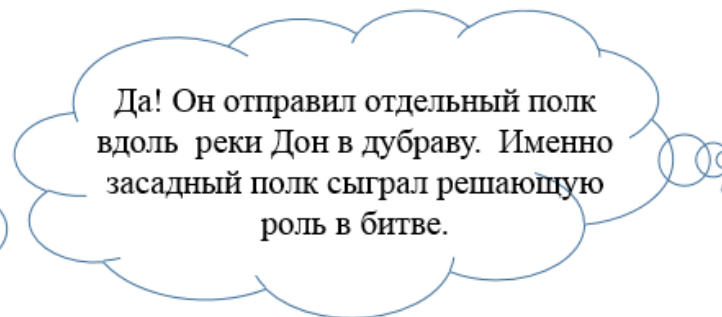 Да! Он отправил отдельный полк
вдоль реки Дон в дубраву. Именно
засадный полк сыграл решающую
роль в битве.